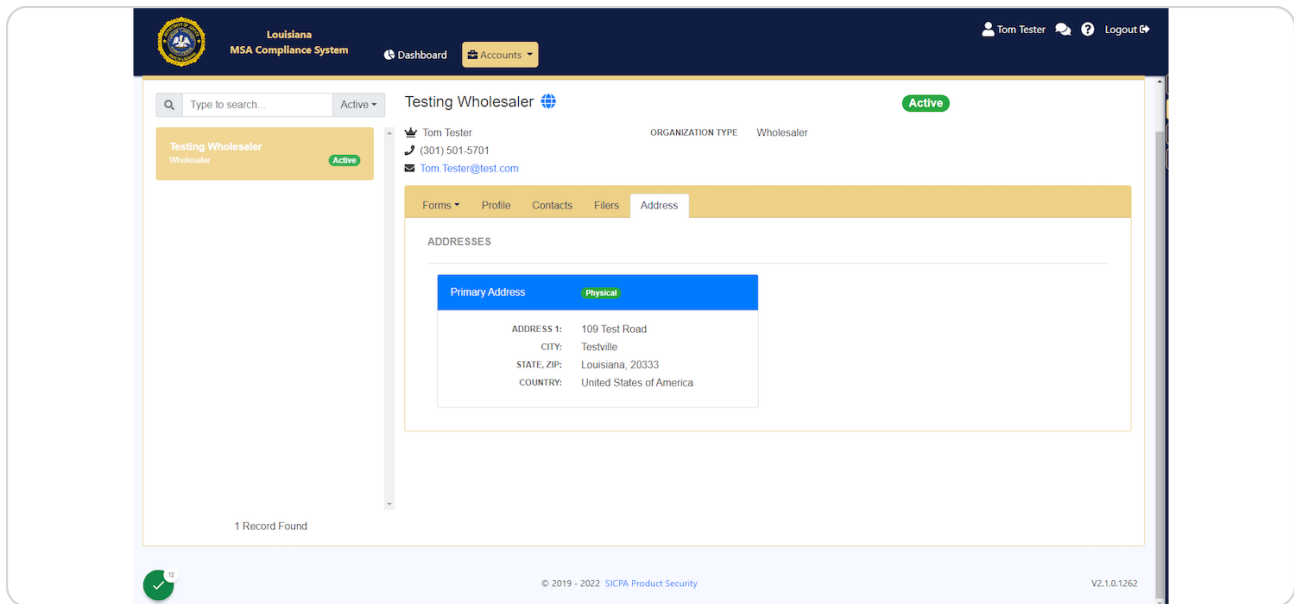 Louisiana
MSA Compliance System
Dashboard
Accounts
Tom Tester
Logout
Type to search...
Active
Testing Wholesaler
Wholesaler
Active
1 Record Found
Testing Wholesaler
Active
Tom Tester
ORGANIZATION TYPE Wholesaler
(301) 501-5701
Tom.Tester@test.com
Forms Profile Contacts Filers Address
ADDRESSES
Primary Address Physical
ADDRESS 1: 109 Test Road
CITY: Testville
STATE, ZIP: Louisiana, 20333
COUNTRY: United States of America
12
© 2019 - 2022 SICPA Product Security
V2.1.0.1262